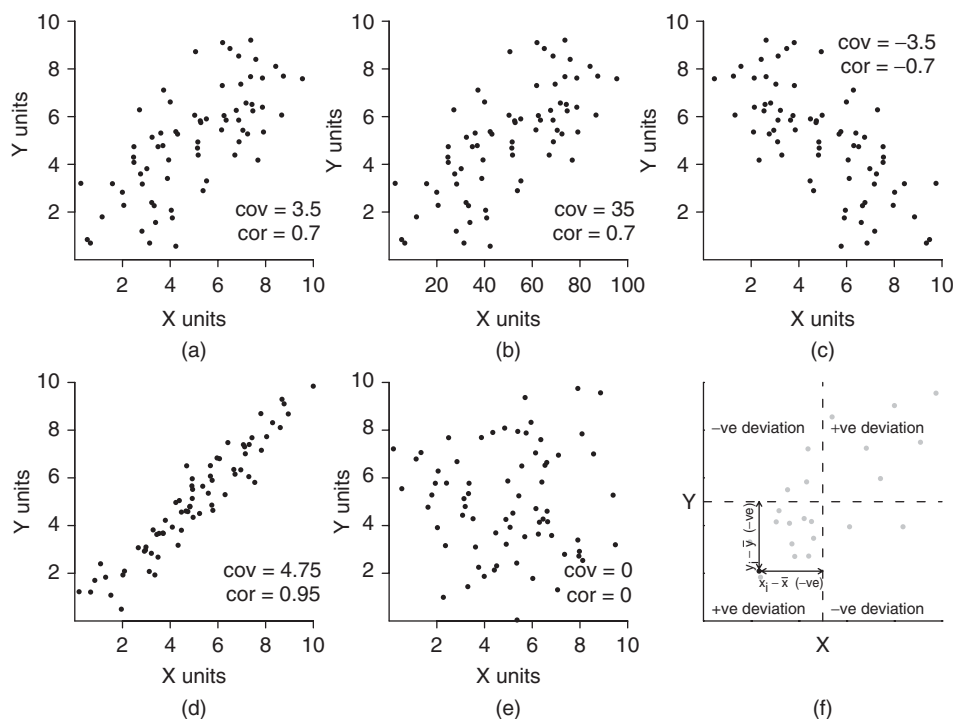 10
8
6
4
2
Y units
cov = 3.5
cor = 0.7
2 4 6 8 10
X units
(a)
10
8
6
4
2
Y units
cov = 35
cor = 0.7
20 40 60 80 100
X units
(b)
10
8
6
4
2
Y units
cov = −3.5
cor = −0.7
2 4 6 8 10
X units
(c)
10
8
6
4
2
Y units
cov = 4.75
cor = 0.95
2 4 6 8 10
X units
(d)
10
8
6
4
2
Y units
cov = 0
cor = 0
2 4 6 8 10
X units
(e)
−ve deviation +ve deviation
Y
yi − y̅ (−ve)
xi − x̅ (−ve)
+ve deviation −ve deviation
X
(f)